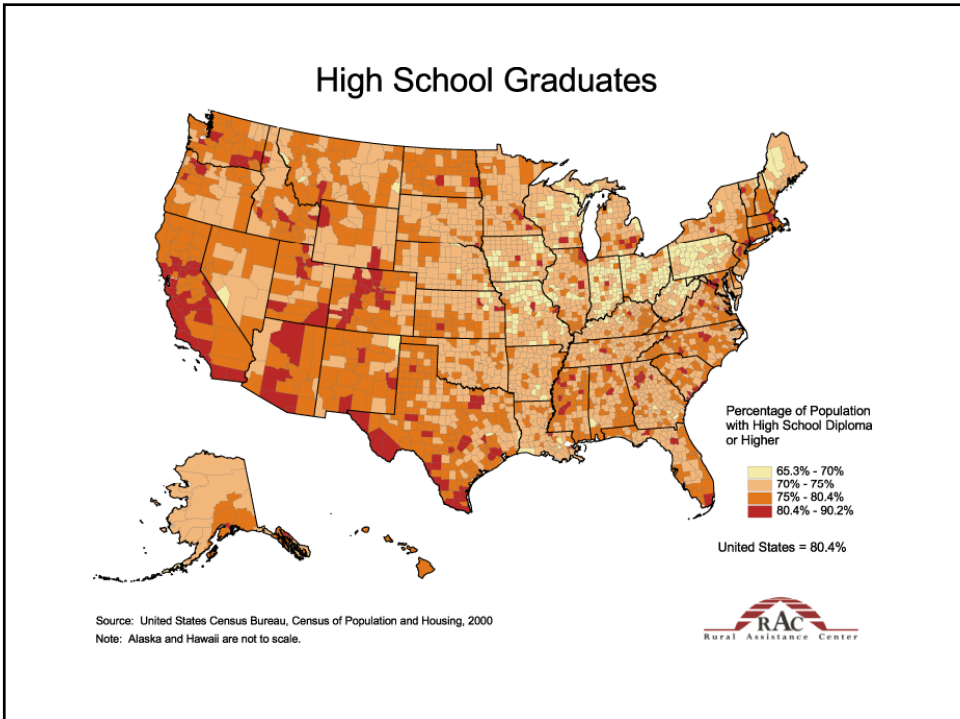 High School Graduates
Percentage of Population
with High School Diploma
or Higher
65.3% - 70%
70% - 75%
75% - 80.4%
80.4% - 90.2%
United States = 80.4%
Source: United States Census Bureau, Census of Population and Housing, 2000
Note: Alaska and Hawaii are not to scale.
RAC
Rural Assistance Center